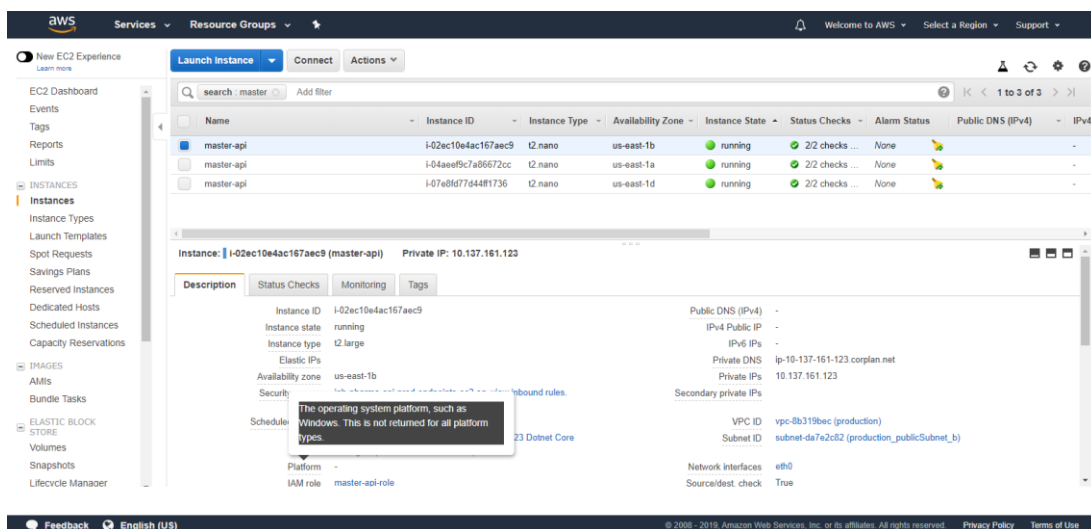 aws Services Resource Groups Welcome to AWS Select a Region Support
New EC2 Experience
Learn more
EC2 Dashboard
Events
Tags
Reports
Limits
INSTANCES
Instances
Instance Types
Launch Templates
Spot Requests
Savings Plans
Reserved Instances
Dedicated Hosts
Scheduled Instances
Capacity Reservations
IMAGES
AMIs
Bundle Tasks
ELASTIC BLOCK
STORE
Volumes
Snapshots
Lifecycle Manager
Launch Instance Connect Actions
search : master Add filter 1 to 3 of 3
Name Instance ID Instance Type Availability Zone Instance State Status Checks Alarm Status Public DNS (IPv4) IPv4
master-api i-02ec10e4ac167aec9 t2.nano us-east-1b running 2/2 checks ... None -
master-api i-04aeef9c7a86672cc t2.nano us-east-1a running 2/2 checks ... None -
master-api i-07e8fd77d44ff1736 t2.nano us-east-1d running 2/2 checks ... None -
Instance: i-02ec10e4ac167aec9 (master-api) Private IP: 10.137.161.123
Description Status Checks Monitoring Tags
Instance ID i-02ec10e4ac167aec9
Instance state running
Instance type t2.large
Elastic IPs
Availability zone us-east-1b
Security inbound rules.
The operating system platform, such as
Windows. This is not returned for all platform
types.
Scheduled
23 Dotnet Core
Platform -
IAM role master-api-role
Public DNS (IPv4) -
IPv4 Public IP -
IPv6 IPs -
Private DNS ip-10-137-161-123.corplan.net
Private IPs 10.137.161.123
Secondary private IPs
VPC ID vpc-8b319bec (production)
Subnet ID subnet-da7e2c82 (production_publicSubnet_b)
Network interfaces eth0
Source/dest. check True
Feedback English (US) © 2008 - 2019, Amazon Web Services, Inc. or its affiliates. All rights reserved. Privacy Policy Terms of Use